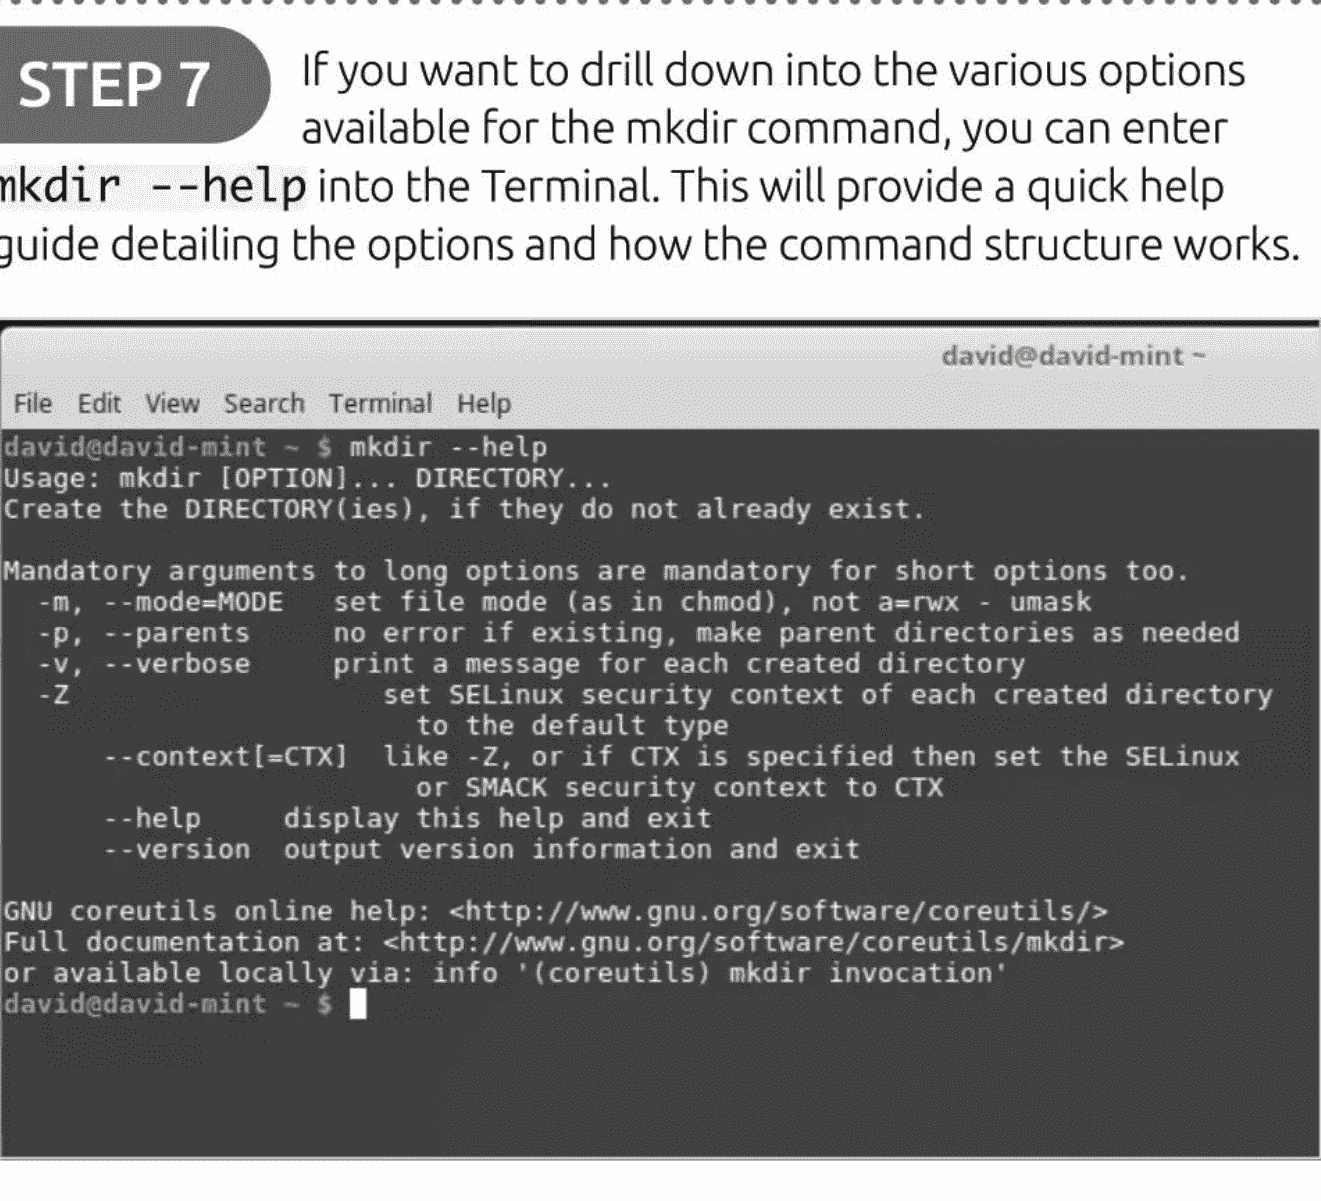 STEP 7
If you want to drill down into the various options
available for the mkdir command, you can enter
mkdir --help into the Terminal. This will provide a quick help
guide detailing the options and how the command structure works.
david@david-mint ~
File Edit View Search Terminal Help
david@david-mint ~ $ mkdir --help
Usage: mkdir [OPTION]... DIRECTORY...
Create the DIRECTORY(ies), if they do not already exist.
Mandatory arguments to long options are mandatory for short options too.
-m, --mode=MODE set file mode (as in chmod), not a=rwx - umask
-p, --parents no error if existing, make parent directories as needed
-v, --verbose print a message for each created directory
-Z set SELinux security context of each created directory
to the default type
--context[=CTX] like -Z, or if CTX is specified then set the SELinux
or SMACK security context to CTX
--help display this help and exit
--version output version information and exit
GNU coreutils online help: <http://www.gnu.org/software/coreutils/>
Full documentation at: <http://www.gnu.org/software/coreutils/mkdir>
or available locally via: info '(coreutils) mkdir invocation'
david@david-mint ~ $